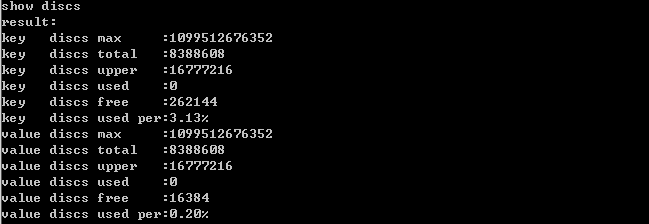 show discs
result:
key   discs max     :1099512676352
key   discs total   :8388608
key   discs upper   :16777216
key   discs used    :0
key   discs free    :262144
key   discs used per:3.13%
value discs max     :1099512676352
value discs total   :8388608
value discs upper   :16777216
value discs used    :0
value discs free    :16384
value discs used per:0.20%